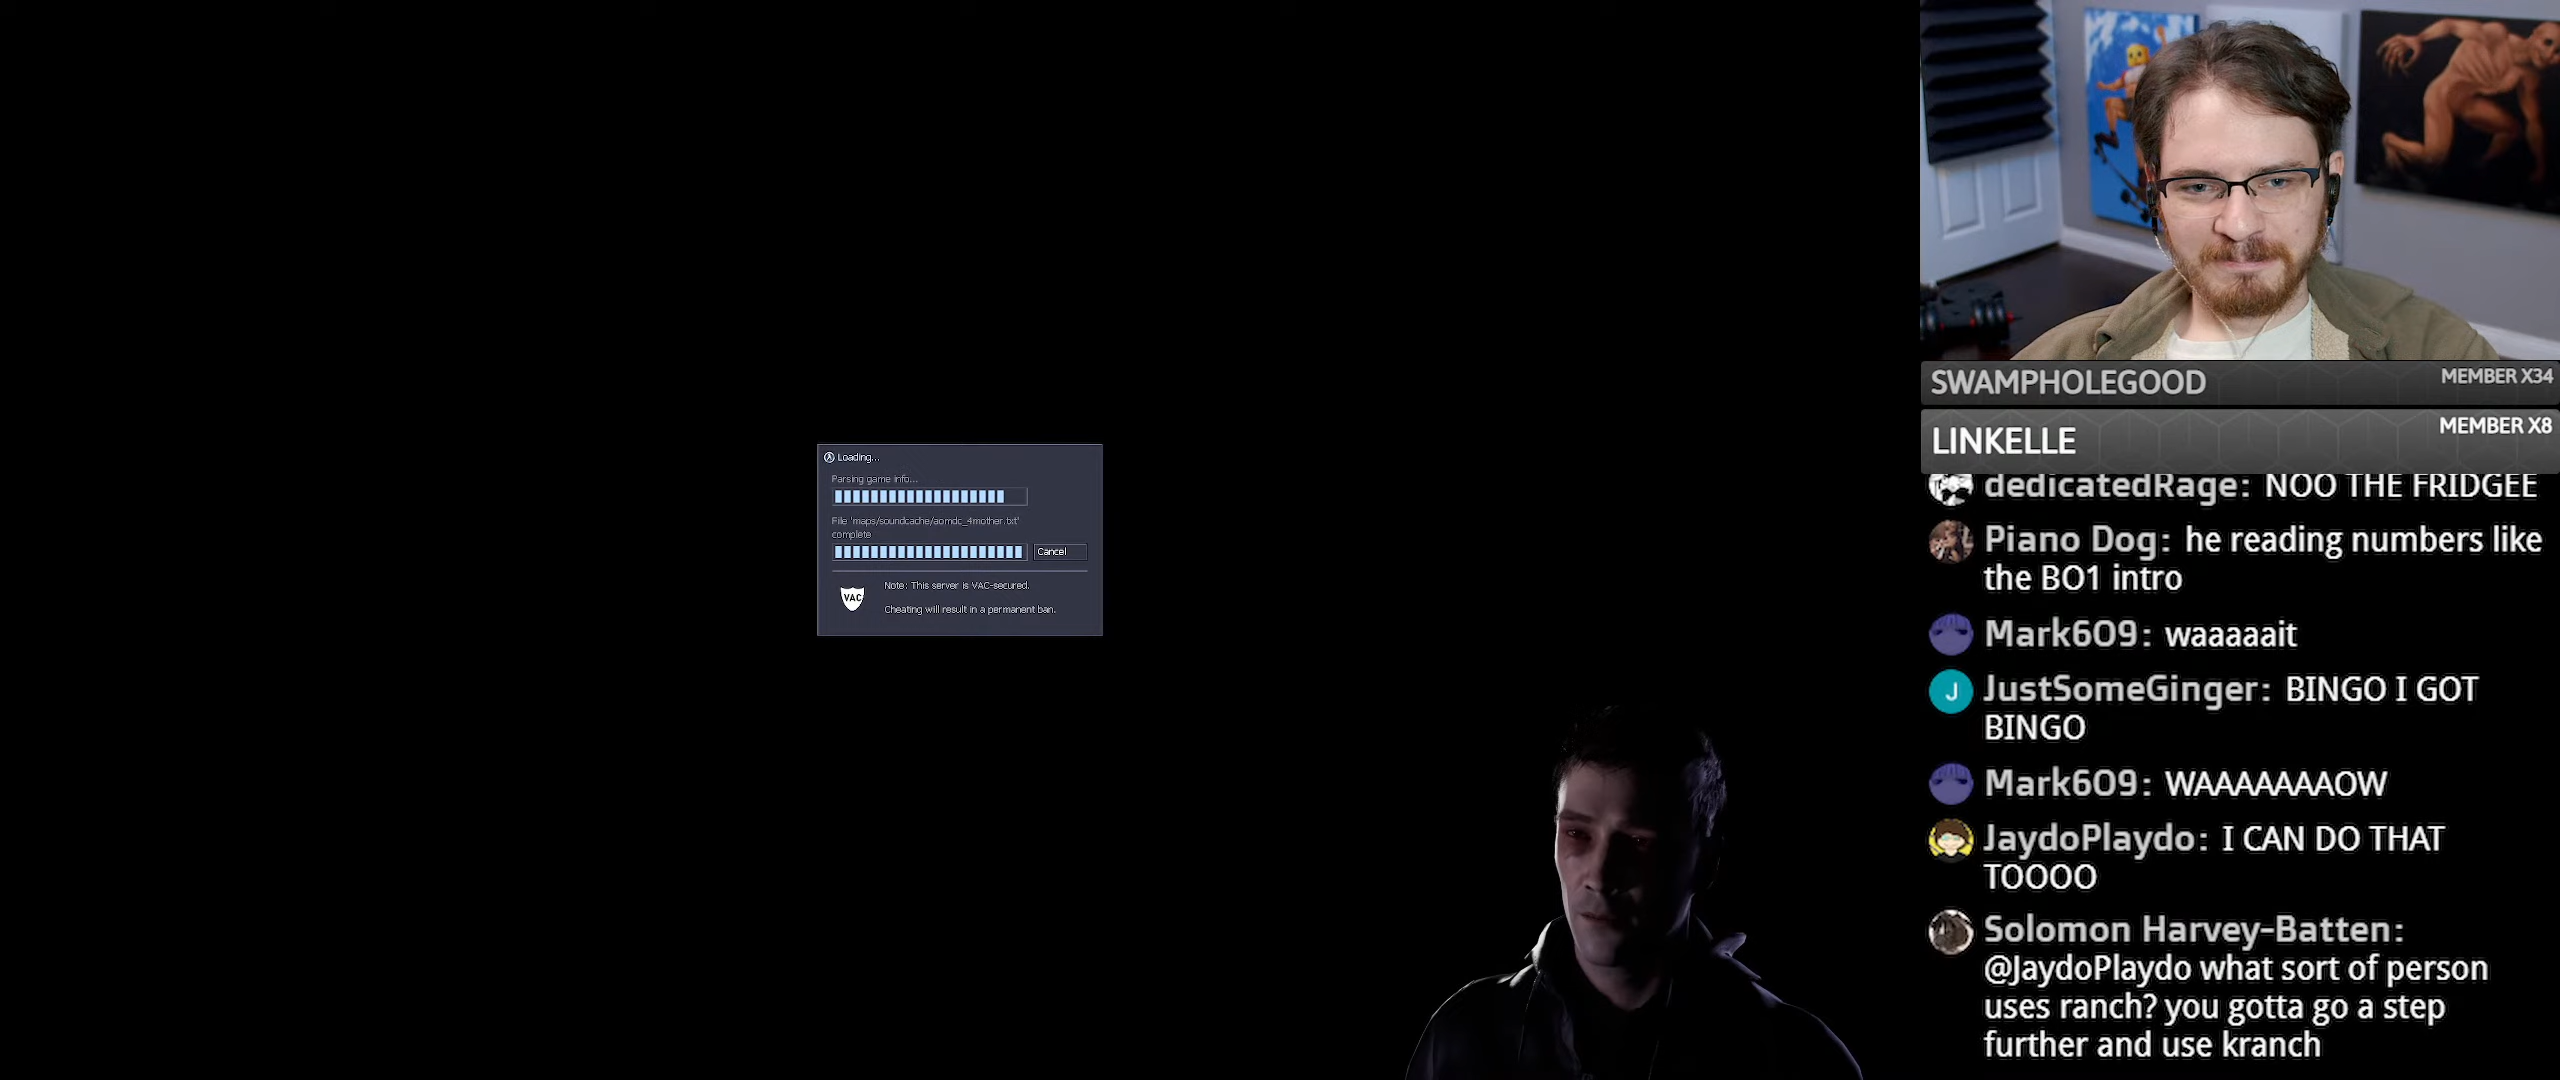 Loading...
Parsing game info...
File 'maps/soundcache/aomdc_4mother.txt'
complete
Cancel
VAC
Note: This server is VAC-secured.
Cheating will result in a permanent ban.
SWAMPHOLEGOOD MEMBER X34
LINKELLE MEMBER X8
dedicatedRage: NOO THE FRIDGEE
Piano Dog: he reading numbers like
the BO1 intro
Mark609: waaaaait
J JustSomeGinger: BINGO I GOT
BINGO
Mark609: WAAAAAAAOW
JaydoPlaydo: I CAN DO THAT
TOOOO
Solomon Harvey-Batten:
@JaydoPlaydo what sort of person
uses ranch? you gotta go a step
further and use kranch